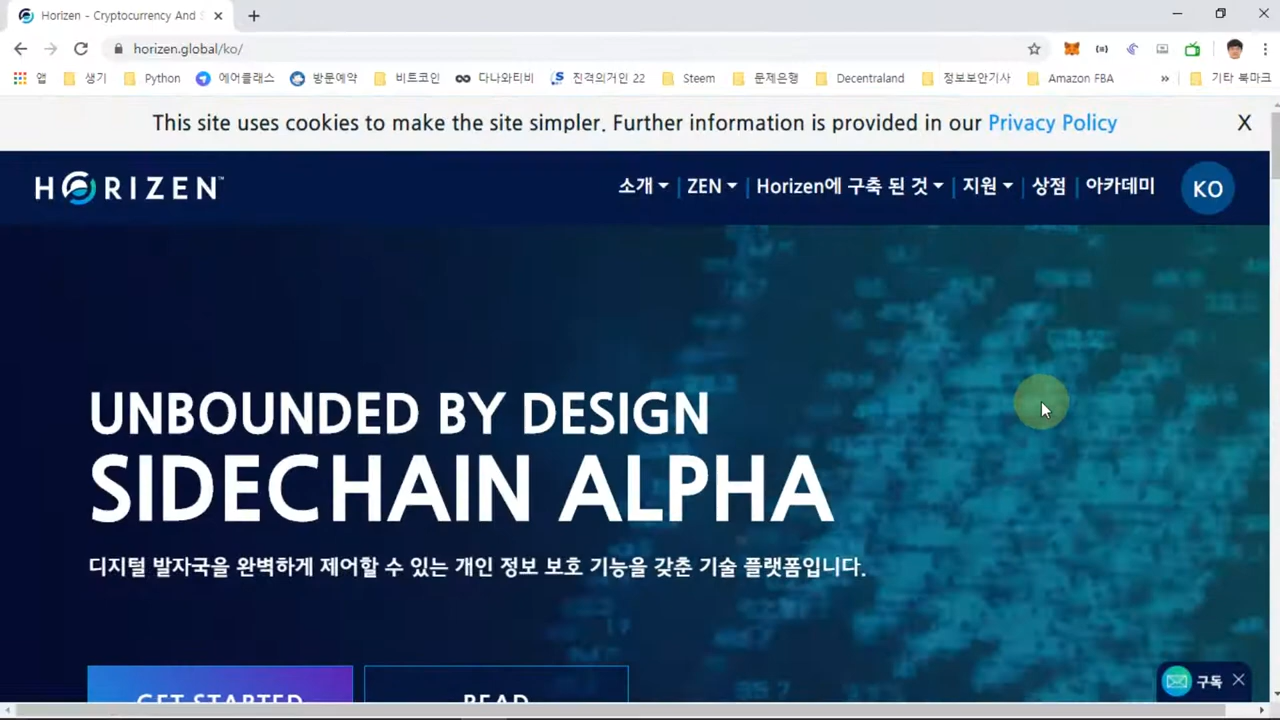 Horizen - Cryptocurrency And S
horizen.global/ko/
앱 생기 Python 에어클래스 방문예약 비트코인 다나와티비 진격의거인 22 Steem 문제은행 Decentraland 정보보안기사 Amazon FBA » 기타 북마크
This site uses cookies to make the site simpler. Further information is provided in our Privacy Policy X
HORIZEN™ 소개 ZEN Horizen에 구축 된 것 지원 상점 아카데미 KO
UNBOUNDED BY DESIGN
SIDECHAIN ALPHA
디지털 발자국을 완벽하게 제어할 수 있는 개인 정보 보호 기능을 갖춘 기술 플랫폼입니다.
구독
GET STARTED READ